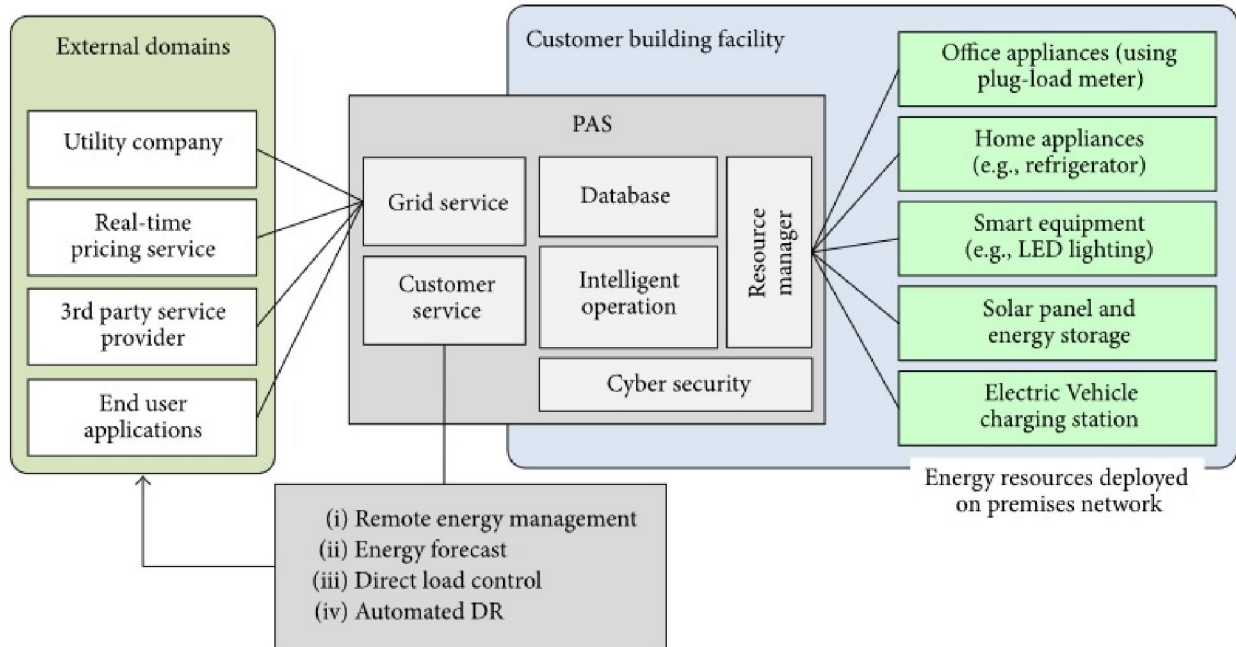 External domains
Utility company
Real-time
pricing service
3rd party service
provider
End user
applications
Customer building facility
PAS
Grid service
Customer
service
Database
Intelligent
operation
Resource
manager
Cyber security
Office appliances (using
plug-load meter)
Home appliances
(e.g., refrigerator)
Smart equipment
(e.g., LED lighting)
Solar panel and
energy storage
Electric Vehicle
charging station
Energy resources deployed
on premises network
(i) Remote energy management
(ii) Energy forecast
(iii) Direct load control
(iv) Automated DR